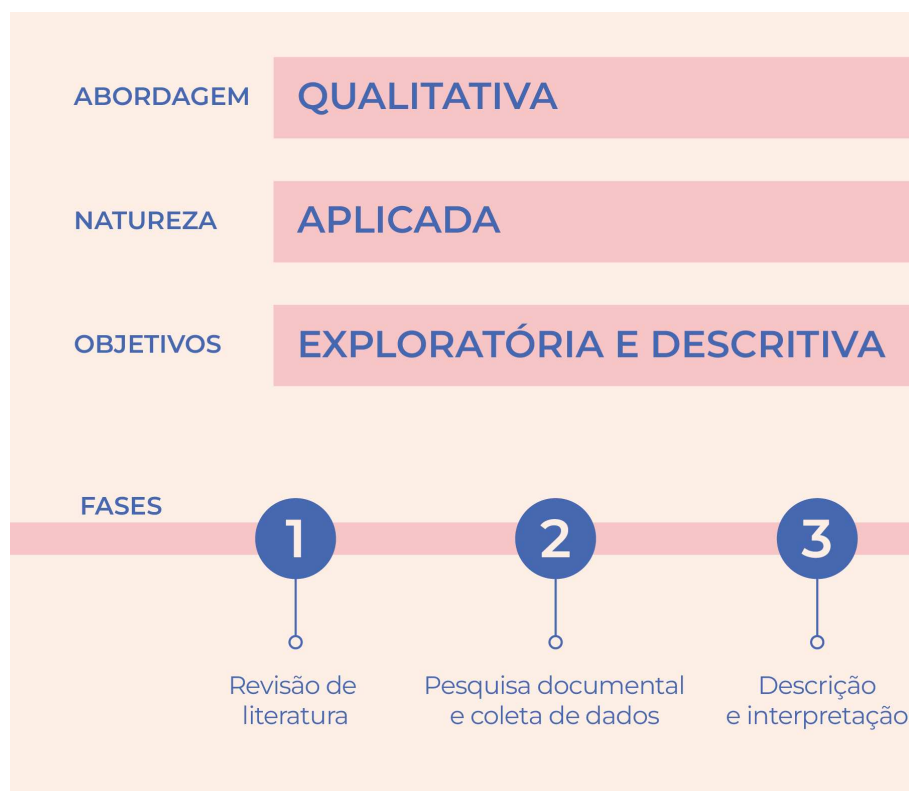 ABORDAGEM
QUALITATIVA
NATUREZA
APLICADA
OBJETIVOS
EXPLORATÓRIA E DESCRITIVA
FASES
1
2
3
Revisão de
literatura
Pesquisa documental
e coleta de dados
Descrição
e interpretação